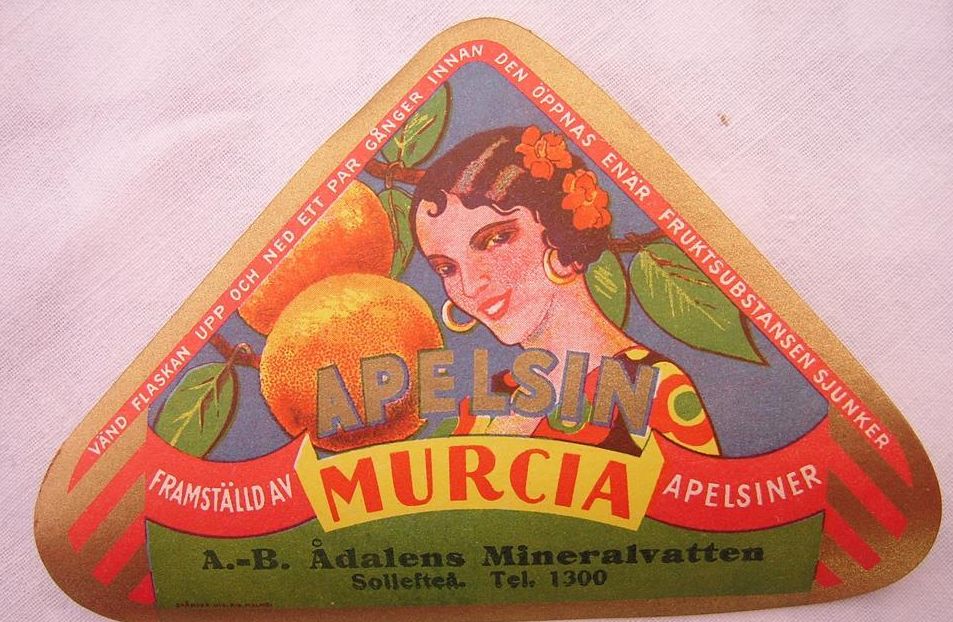 VÄND FLASKAN UPP OCH NED ETT PAR GÅNGER INNAN DEN ÖPPNAS ENÄR FRUKTSUBSTANSEN SJUNKER
APELSIN
FRAMSTÄLLD AV MURCIA APELSINER
A.-B. Ådalens Mineralvatten
Sollefteå. Tel. 1300